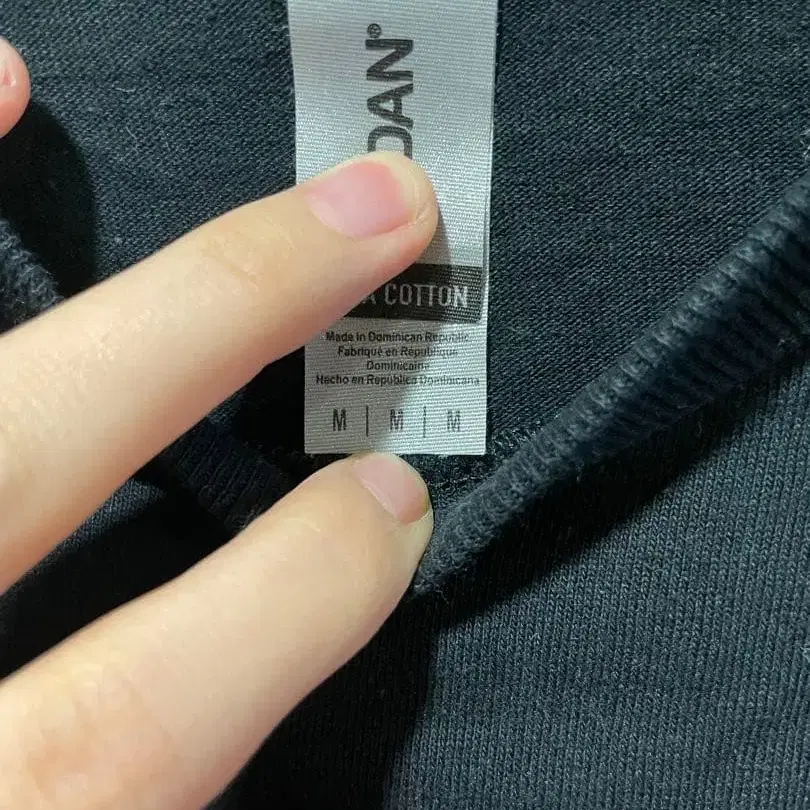 DAN®
COTTON
Made in Dominican Republic
Fabriqué en République
Dominicaine
Hecho en República Dominicana
M | M | M